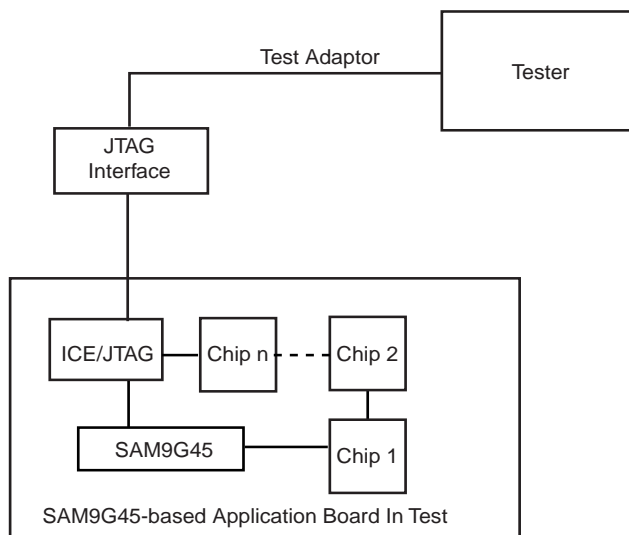 Test Adaptor
Tester
JTAG
Interface
ICE/JTAG
Chip n
Chip 2
SAM9G45
Chip 1
SAM9G45-based Application Board In Test